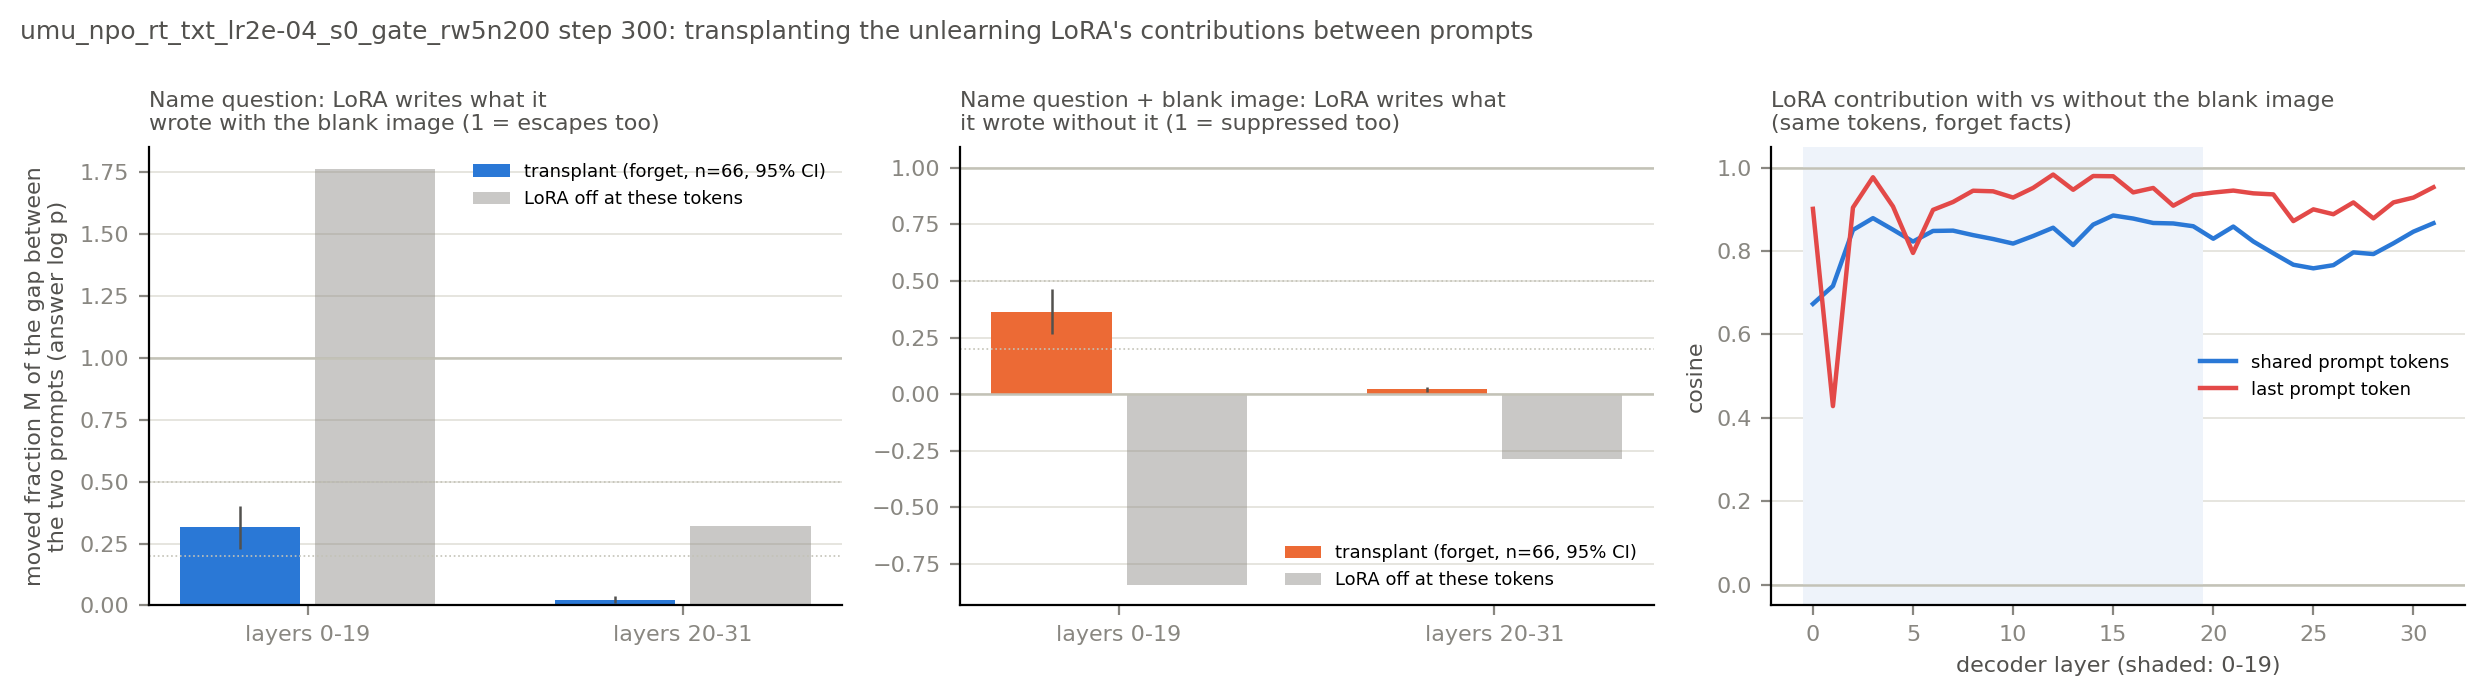 umu_npo_rt_txt_lr2e-04_s0_gate_rw5n200 step 300: transplanting the unlearning LoRA's contributions between prompts
Name question: LoRA writes what it
wrote with the blank image (1 = escapes too)
moved fraction M of the gap between
the two prompts (answer log p)
1.75
1.50
1.25
1.00
0.75
0.50
0.25
0.00
transplant (forget, n=66, 95% CI)
LoRA off at these tokens
layers 0-19
layers 20-31
Name question + blank image: LoRA writes what
it wrote without it (1 = suppressed too)
1.00
0.75
0.50
0.25
0.00
−0.25
−0.50
−0.75
transplant (forget, n=66, 95% CI)
LoRA off at these tokens
layers 0-19
layers 20-31
LoRA contribution with vs without the blank image
(same tokens, forget facts)
cosine
1.0
0.8
0.6
0.4
0.2
0.0
shared prompt tokens
last prompt token
0
5
10
15
20
25
30
decoder layer (shaded: 0-19)